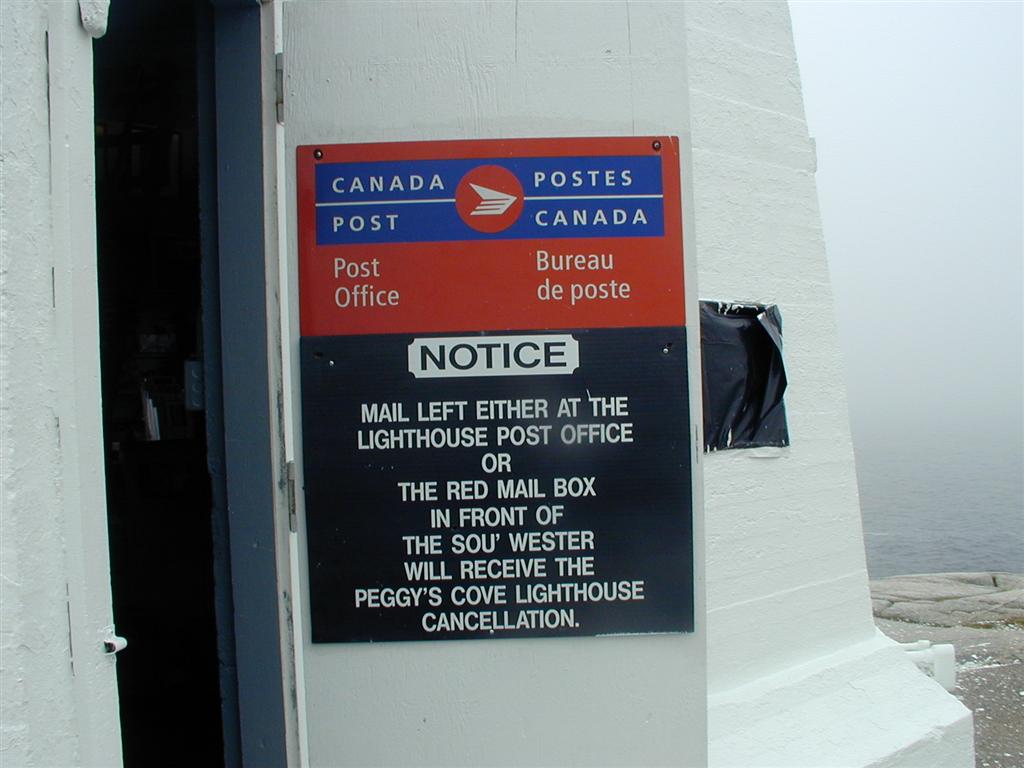 CANADA POST
POSTES CANADA
Post
Office
Bureau
de poste
NOTICE
MAIL LEFT EITHER AT THE
LIGHTHOUSE POST OFFICE
OR
THE RED MAIL BOX
IN FRONT OF
THE SOU' WESTER
WILL RECEIVE THE
PEGGY'S COVE LIGHTHOUSE
CANCELLATION.